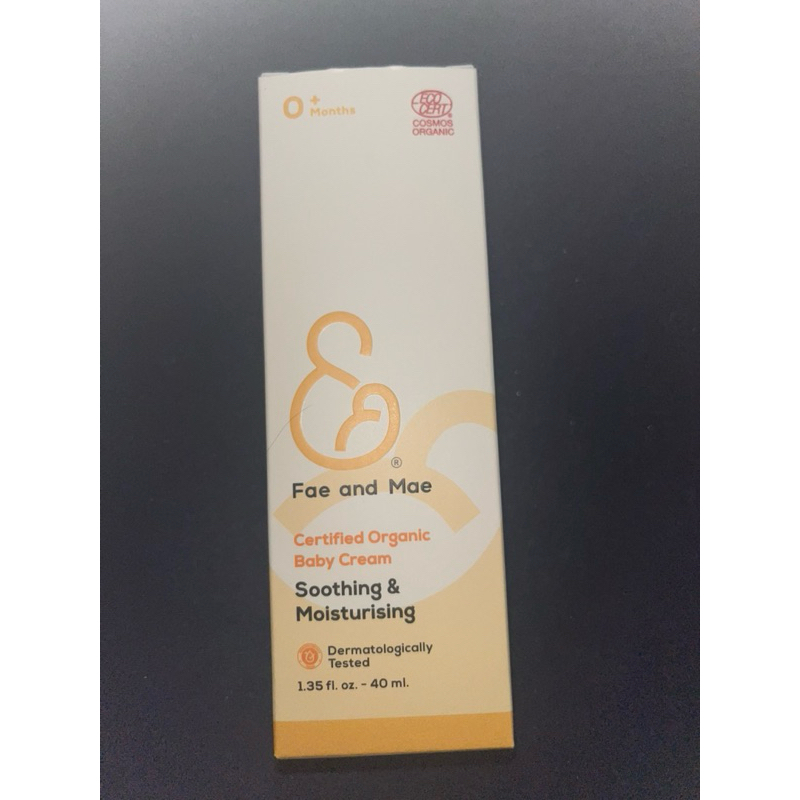 0+ Months
ECO
CERT®
COSMOS
ORGANIC
®
Fae and Mae
Certified Organic
Baby Cream
Soothing &
Moisturising
Dermatologically
Tested
1.35 fl. oz. - 40 ml.